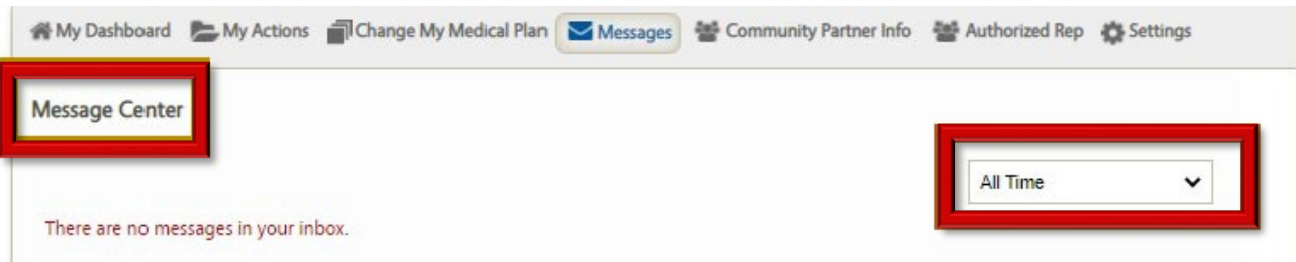 My Dashboard My Actions Change My Medical Plan Messages Community Partner Info Authorized Rep Settings
Message Center
All Time
There are no messages in your inbox.